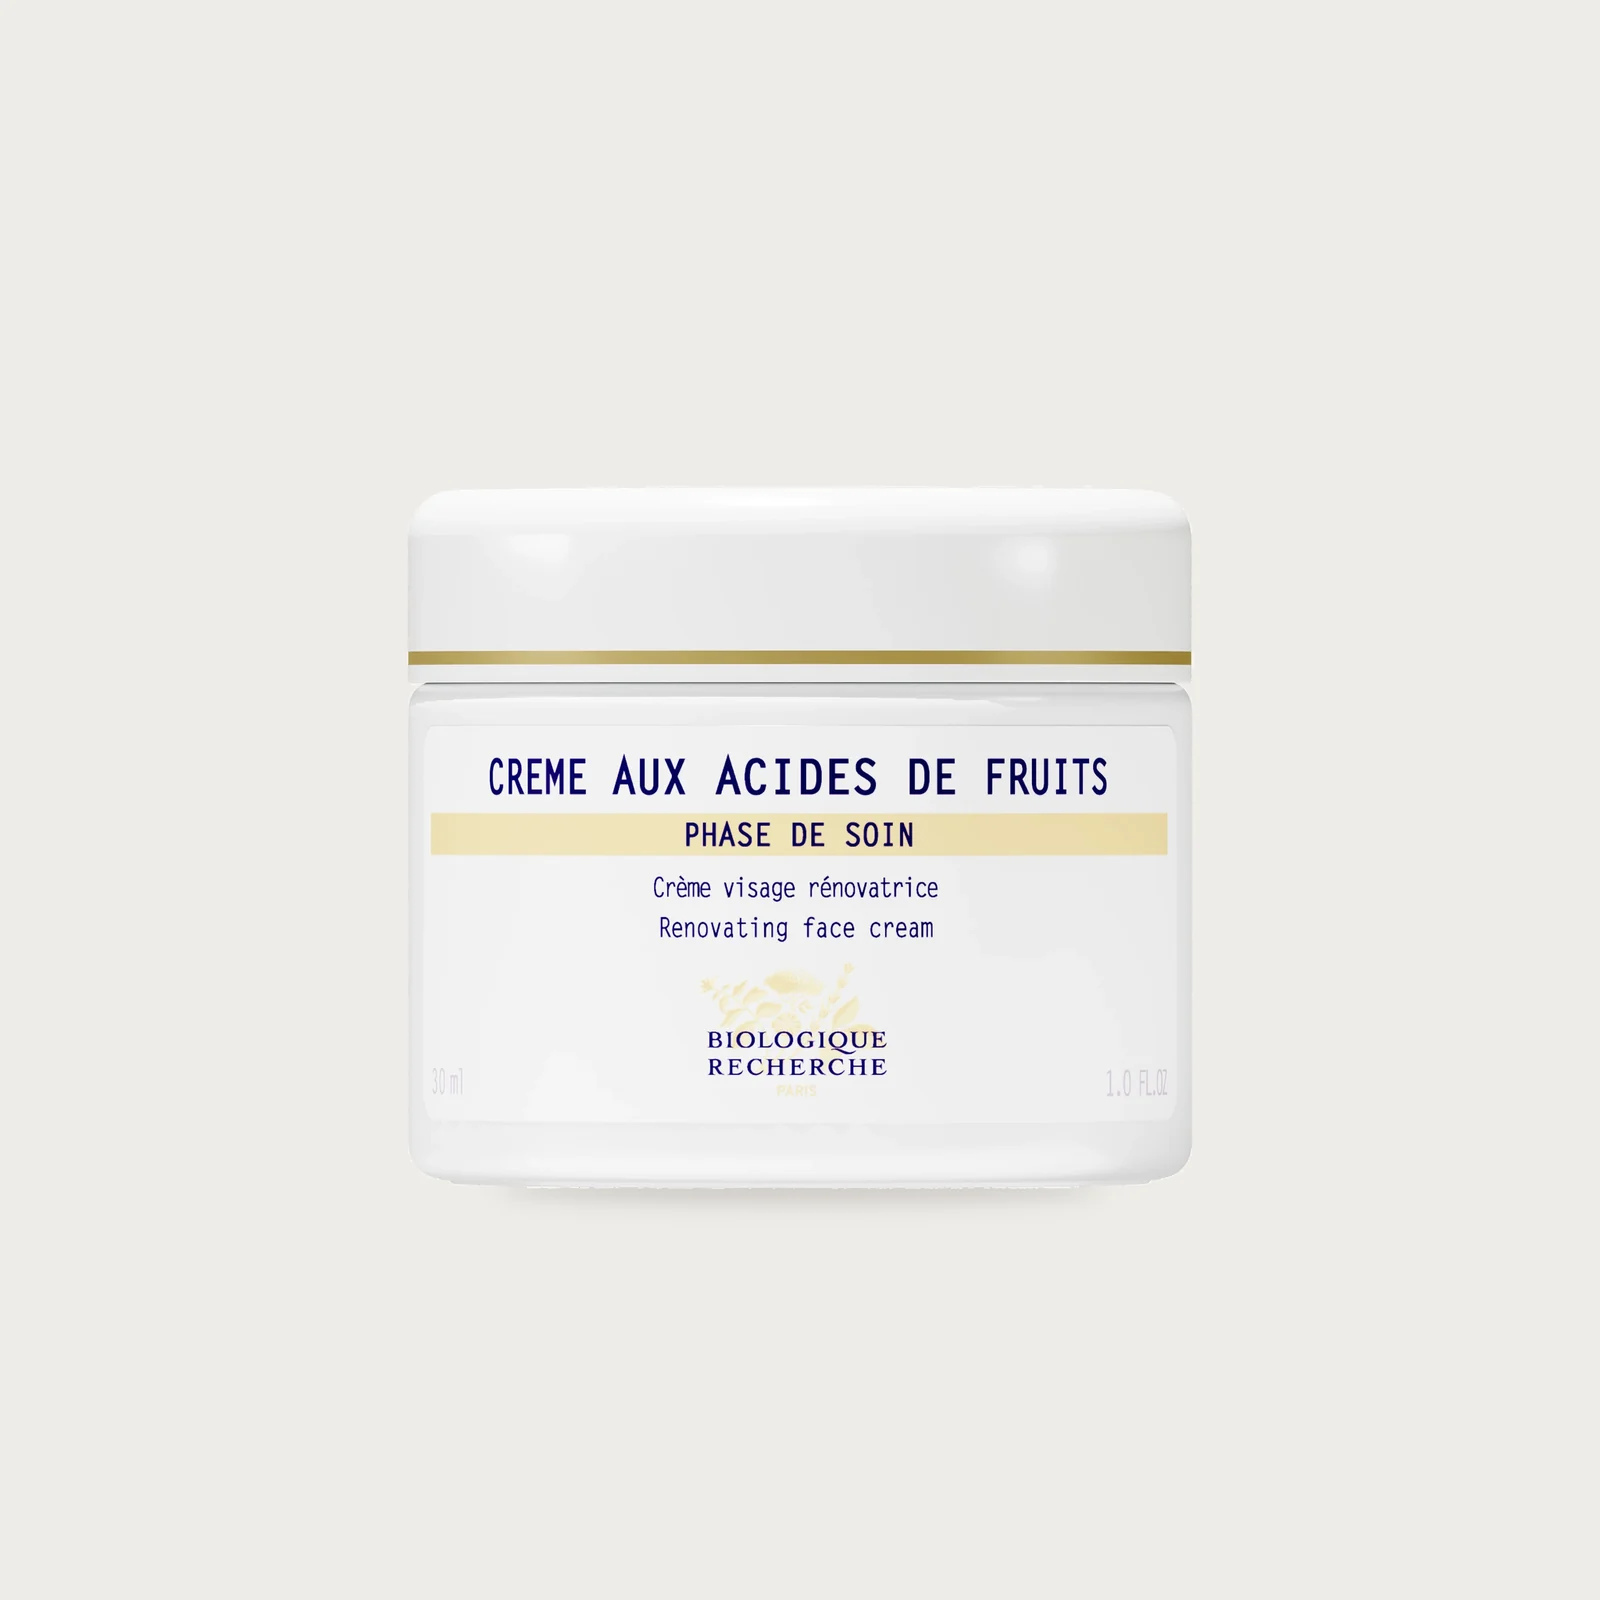 CREME AUX ACIDES DE FRUITS
PHASE DE SOIN
Crème visage rénovatrice
Renovating face cream
BIOLOGIQUE
RECHERCHE
PARIS
30 ml
1.0 FL.OZ